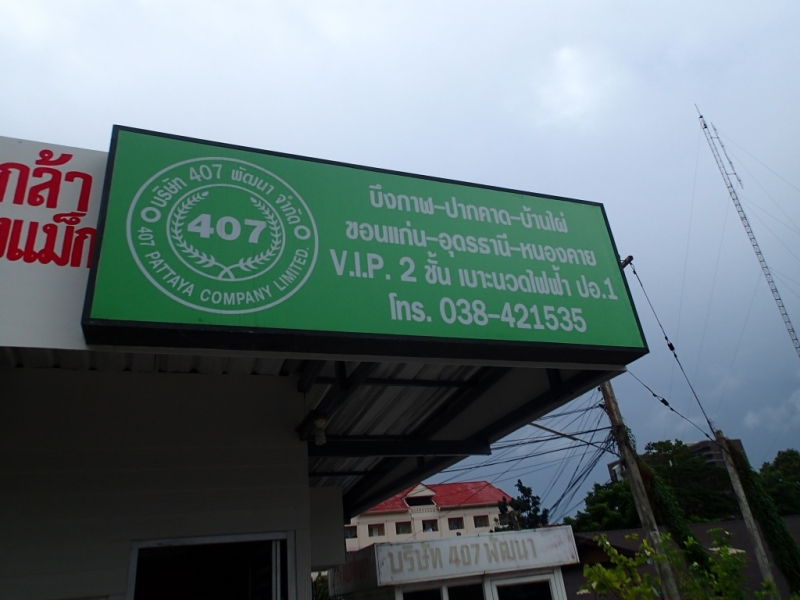 กล้า
บริษัท 407 พัฒนา จำกัด
407
407 PATTAYA COMPANY LIMITED.
บึงกาฬ-ปากคาด-บ้านไผ่
ขอนแก่น-อุดรธานี-หนองคาย
V.I.P. 2 ชั้น เบาะนวดไฟฟ้า ปอ.1
โทร. 038-421535
บริษัท 407 พัฒนา